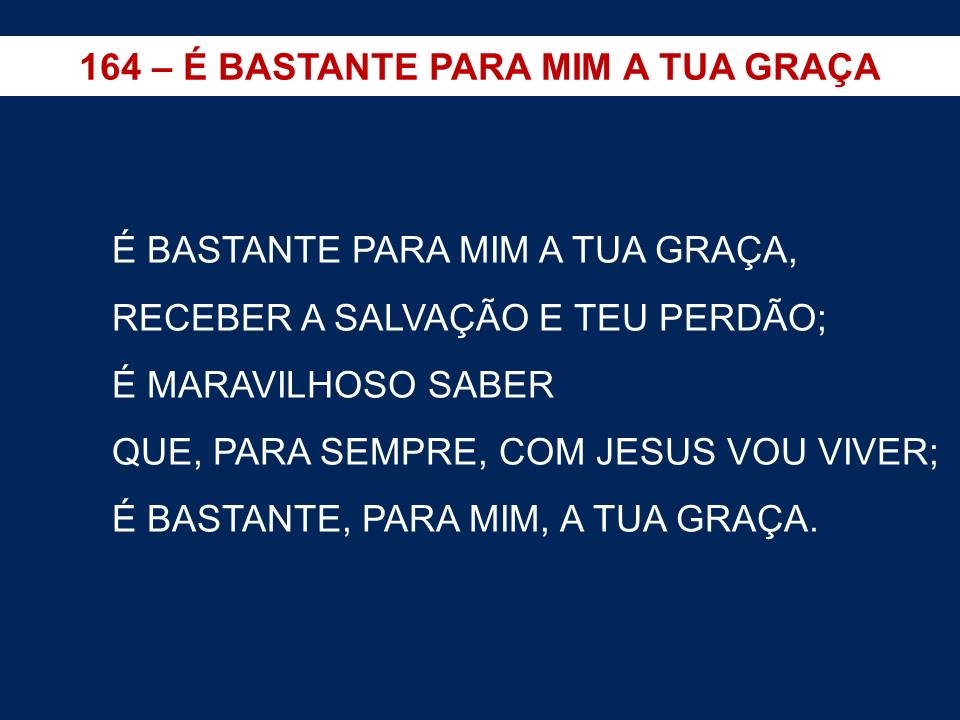 164 – É BASTANTE PARA MIM A TUA GRAÇA
É BASTANTE PARA MIM A TUA GRAÇA,
RECEBER A SALVAÇÃO E TEU PERDÃO;
É MARAVILHOSO SABER
QUE, PARA SEMPRE, COM JESUS VOU VIVER;
É BASTANTE, PARA MIM, A TUA GRAÇA.